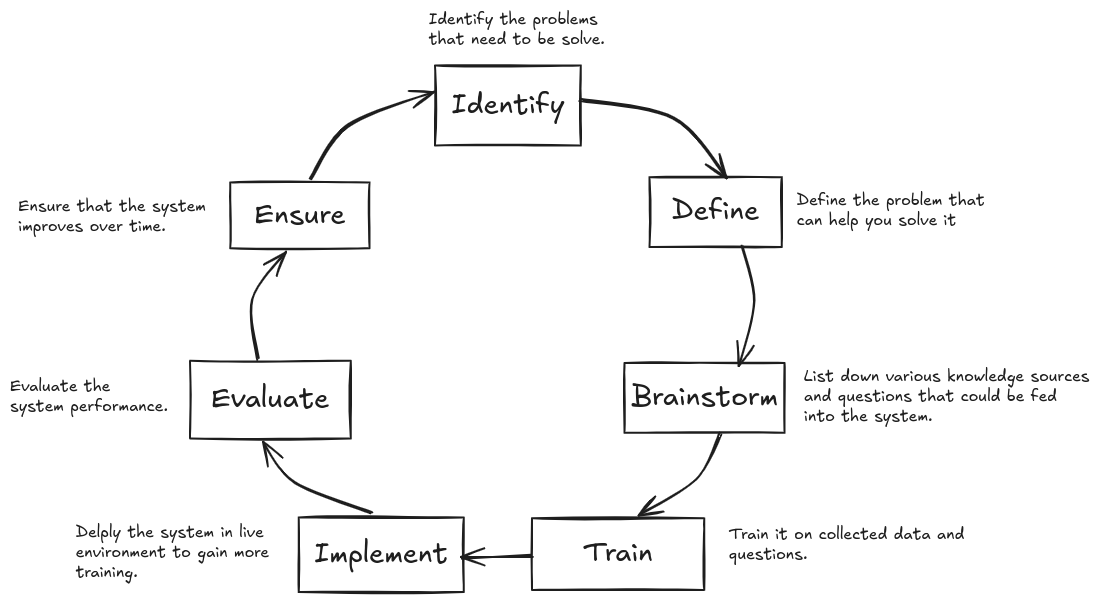 Identify the problems
that need to be solve.
Identify
Define
Define the problem that
can help you solve it
Brainstorm
List down various knowledge sources
and questions that could be fed
into the system.
Train
Train it on collected data and
questions.
Implement
Delply the system in live
environment to gain more
training.
Evaluate
Evaluate the
system performance.
Ensure
Ensure that the system
improves over time.